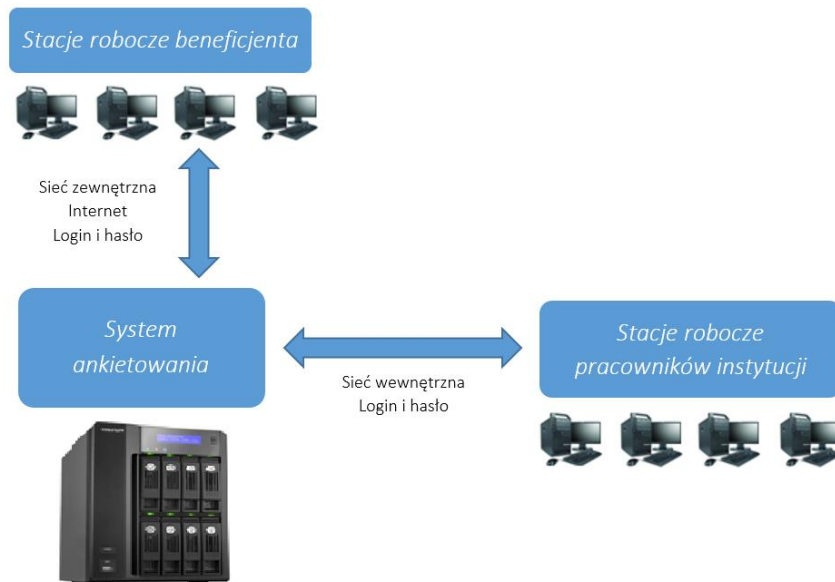 Stacje robocze beneficjenta
Sieć zewnętrzna
Internet
Login i hasło
System
ankietowania
Sieć wewnętrzna
Login i hasło
Stacje robocze
pracowników instytucji